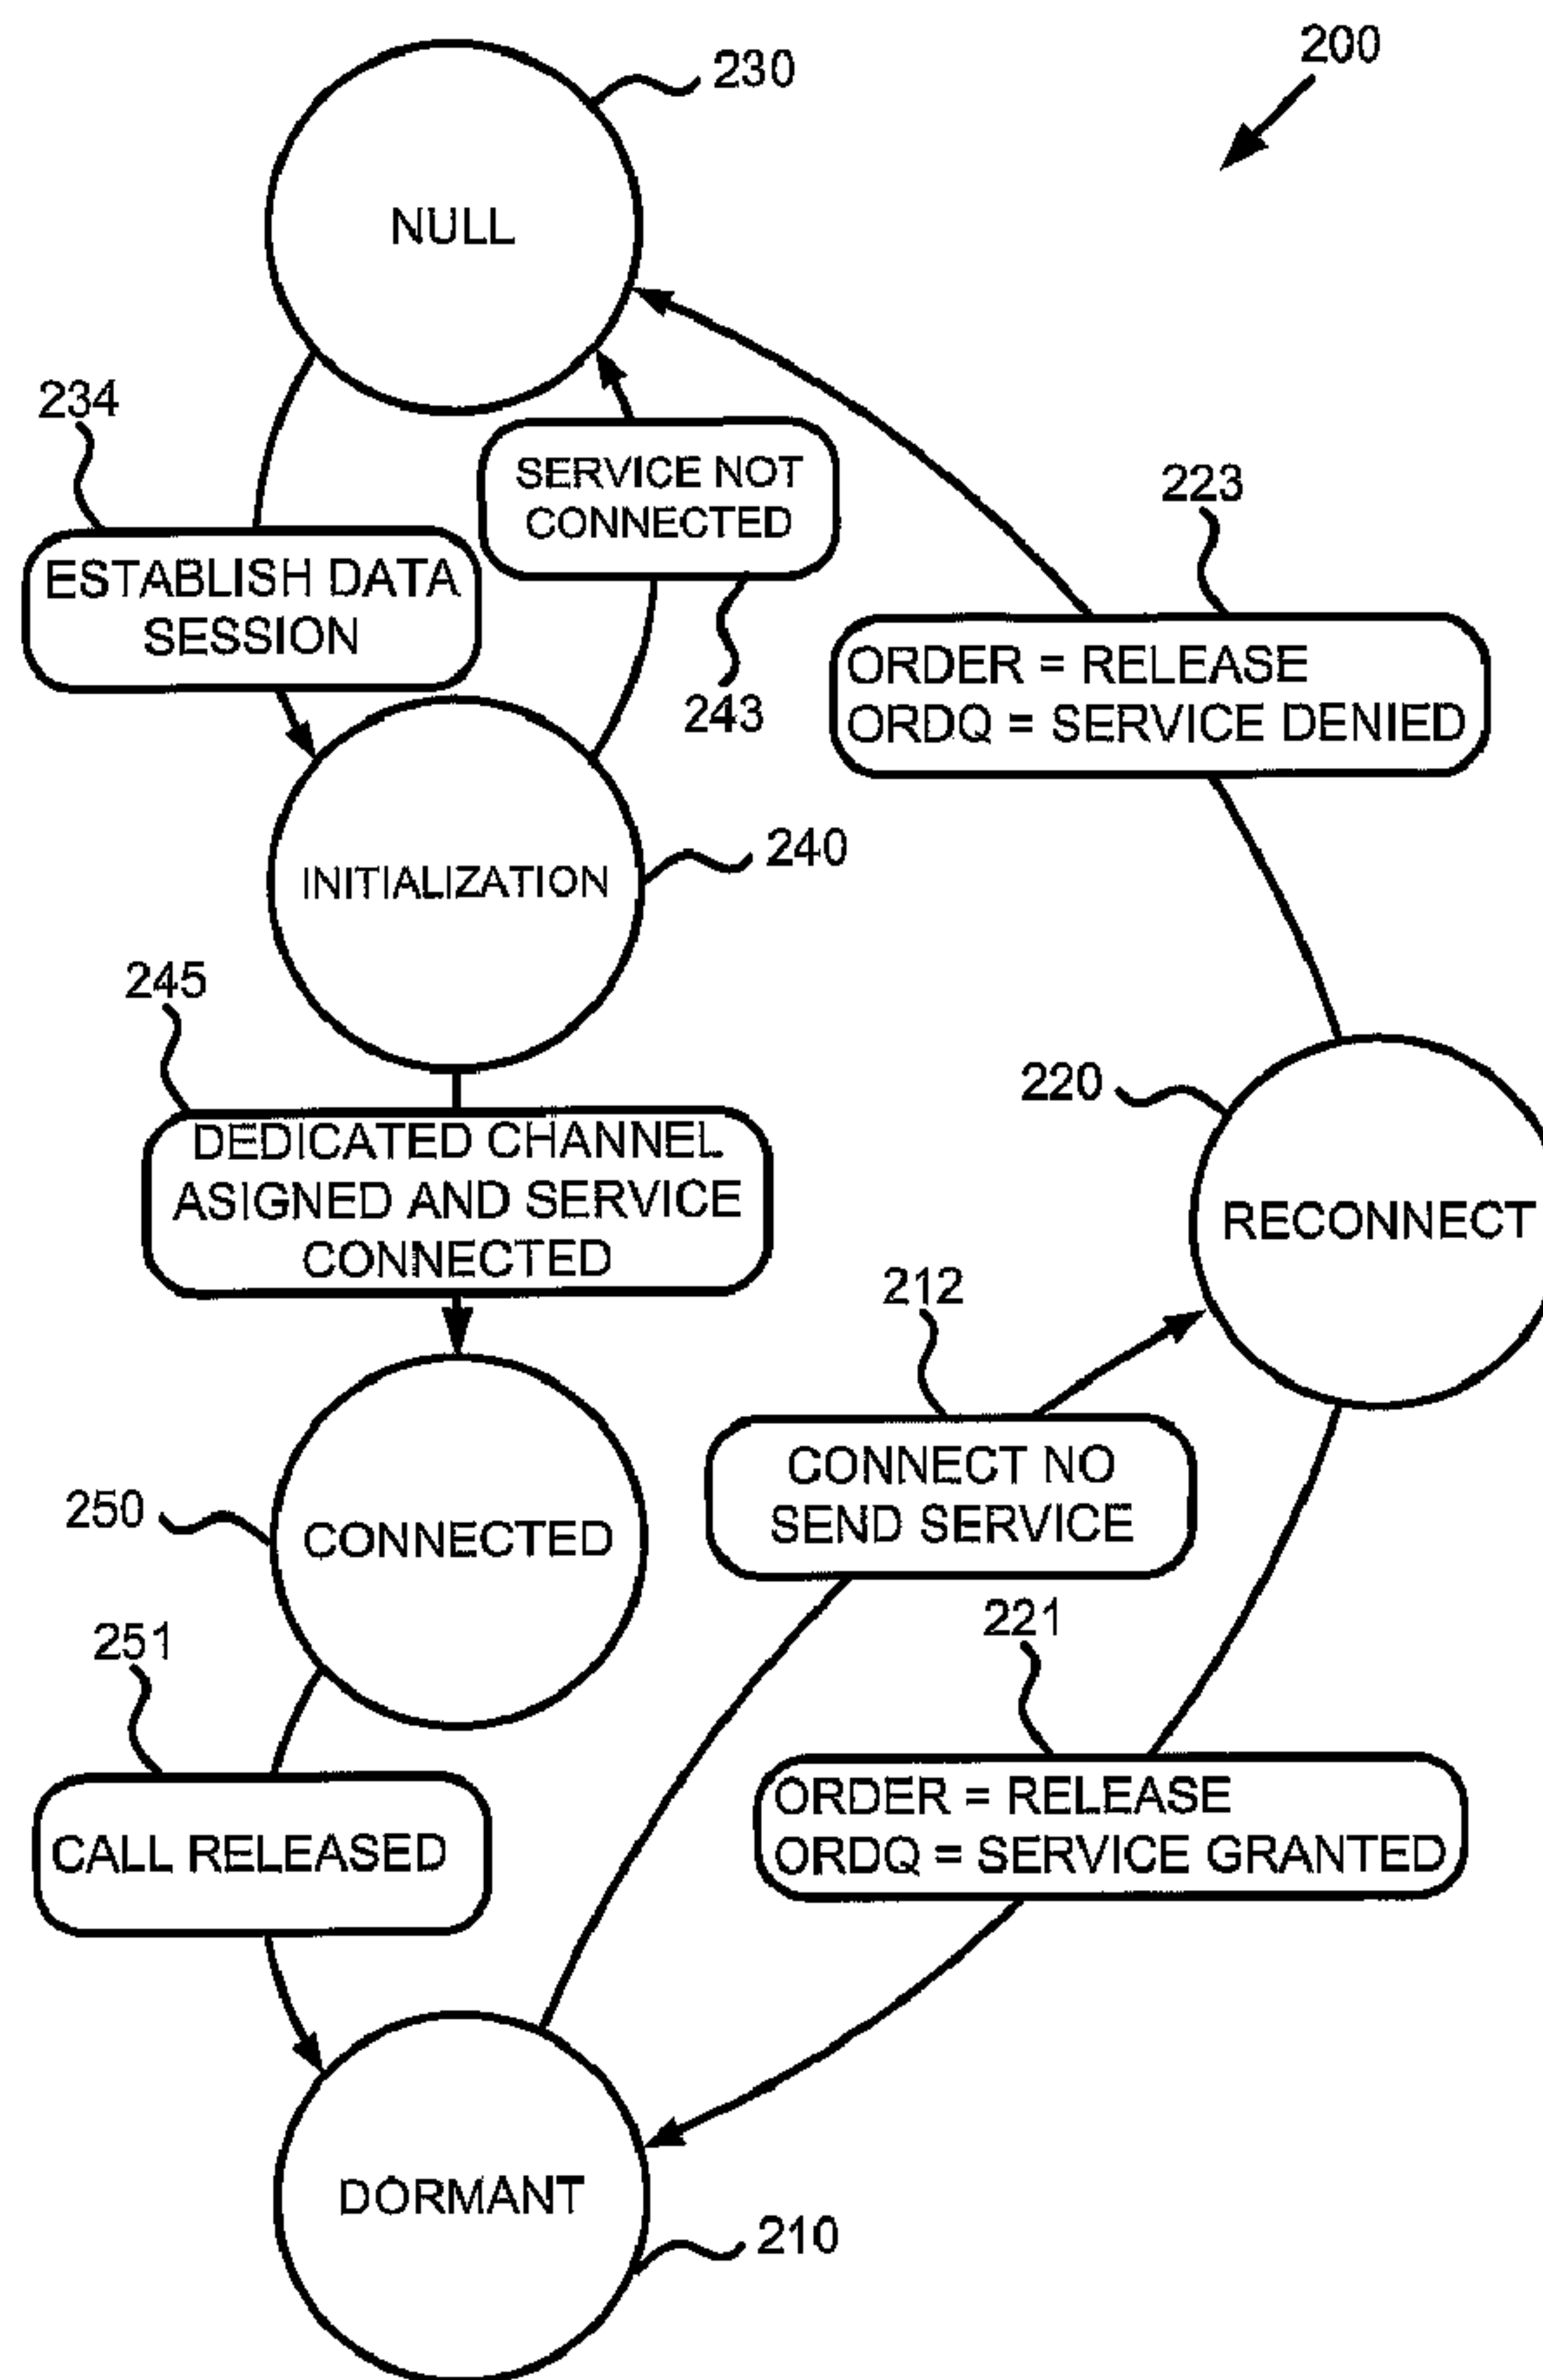 200
230
NULL
234
SERVICE NOT
CONNECTED
223
ESTABLISH DATA
SESSION
243
ORDER = RELEASE
ORDQ = SERVICE DENIED
240
INITIALIZATION
245
220
DEDICATED CHANNEL
ASIGNED AND SERVICE
CONNECTED
RECONNECT
212
250
CONNECTED
CONNECT NO
SEND SERVICE
251
221
CALL RELEASED
ORDER = RELEASE
ORDQ = SERVICE GRANTED
DORMANT
210